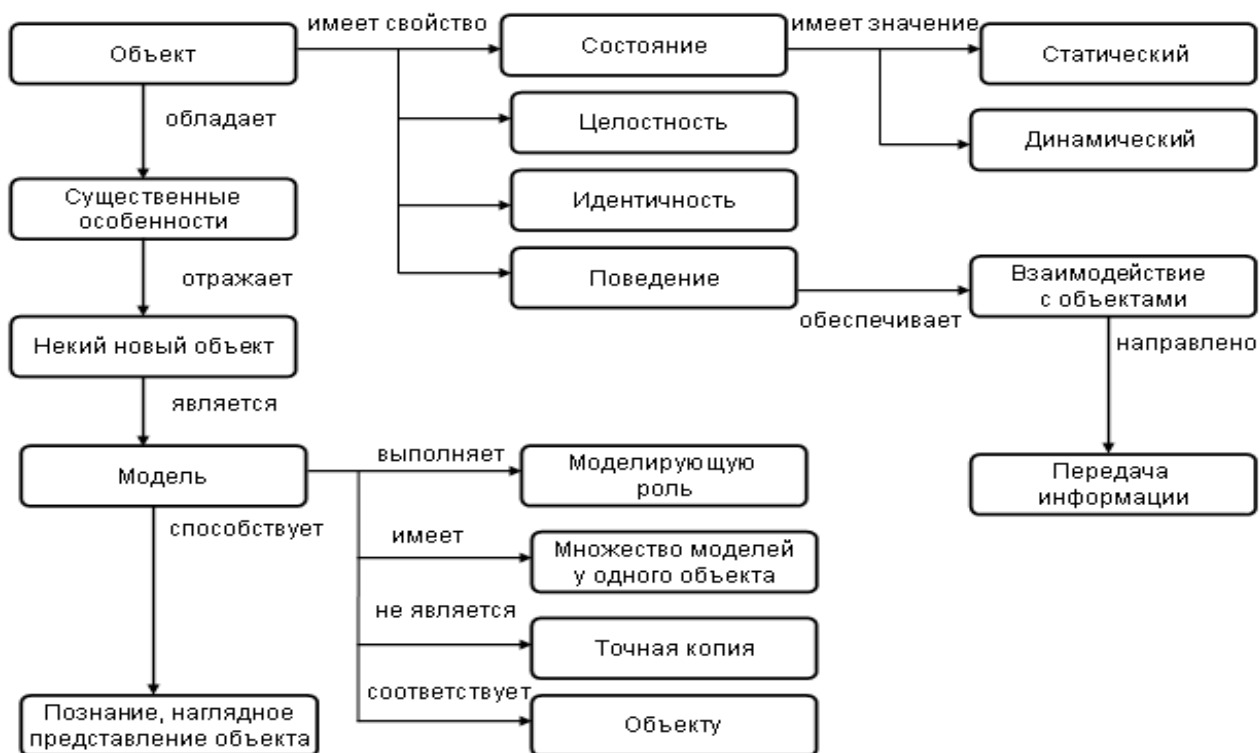 имеет свойство
имеет значение
Объект
Состояние
Статический
обладает
Целостность
Динамический
Существенные
особенности
Идентичность
отражает
Поведение
Взаимодействие
с объектами
обеспечивает
направлено
Некий новый объект
является
Модель
выполняет
Моделирующую
роль
Передача
информации
способствует
имеет
Множество моделей
у одного объекта
не является
Точная копия
соответствует
Объекту
Познание, наглядное
представление объекта